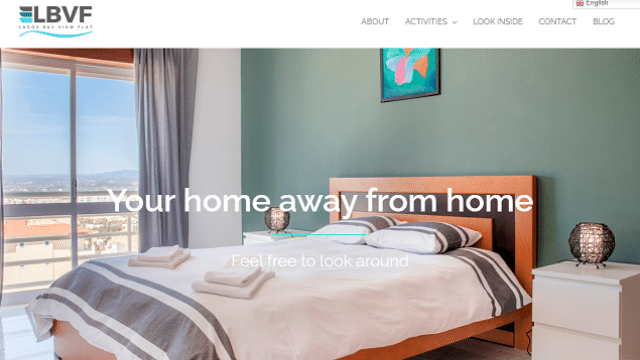 English
LBVF
LAGOS BAY VIEW FLAT
ABOUT
ACTIVITIES
LOOK INSIDE
CONTACT
BLOG
Your home away from home
Feel free to look around